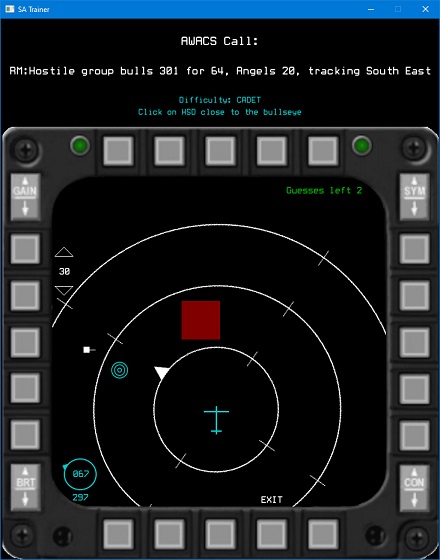 SA Trainer
AWACS Call:
RM:Hostile group bulls 301 for 64, Angels 20, tracking South East
Difficulty: CADET
Click on HSD close to the bullseye
Guesses left 2
GAIN
SYM
30
067
297
BRT
CON
EXIT